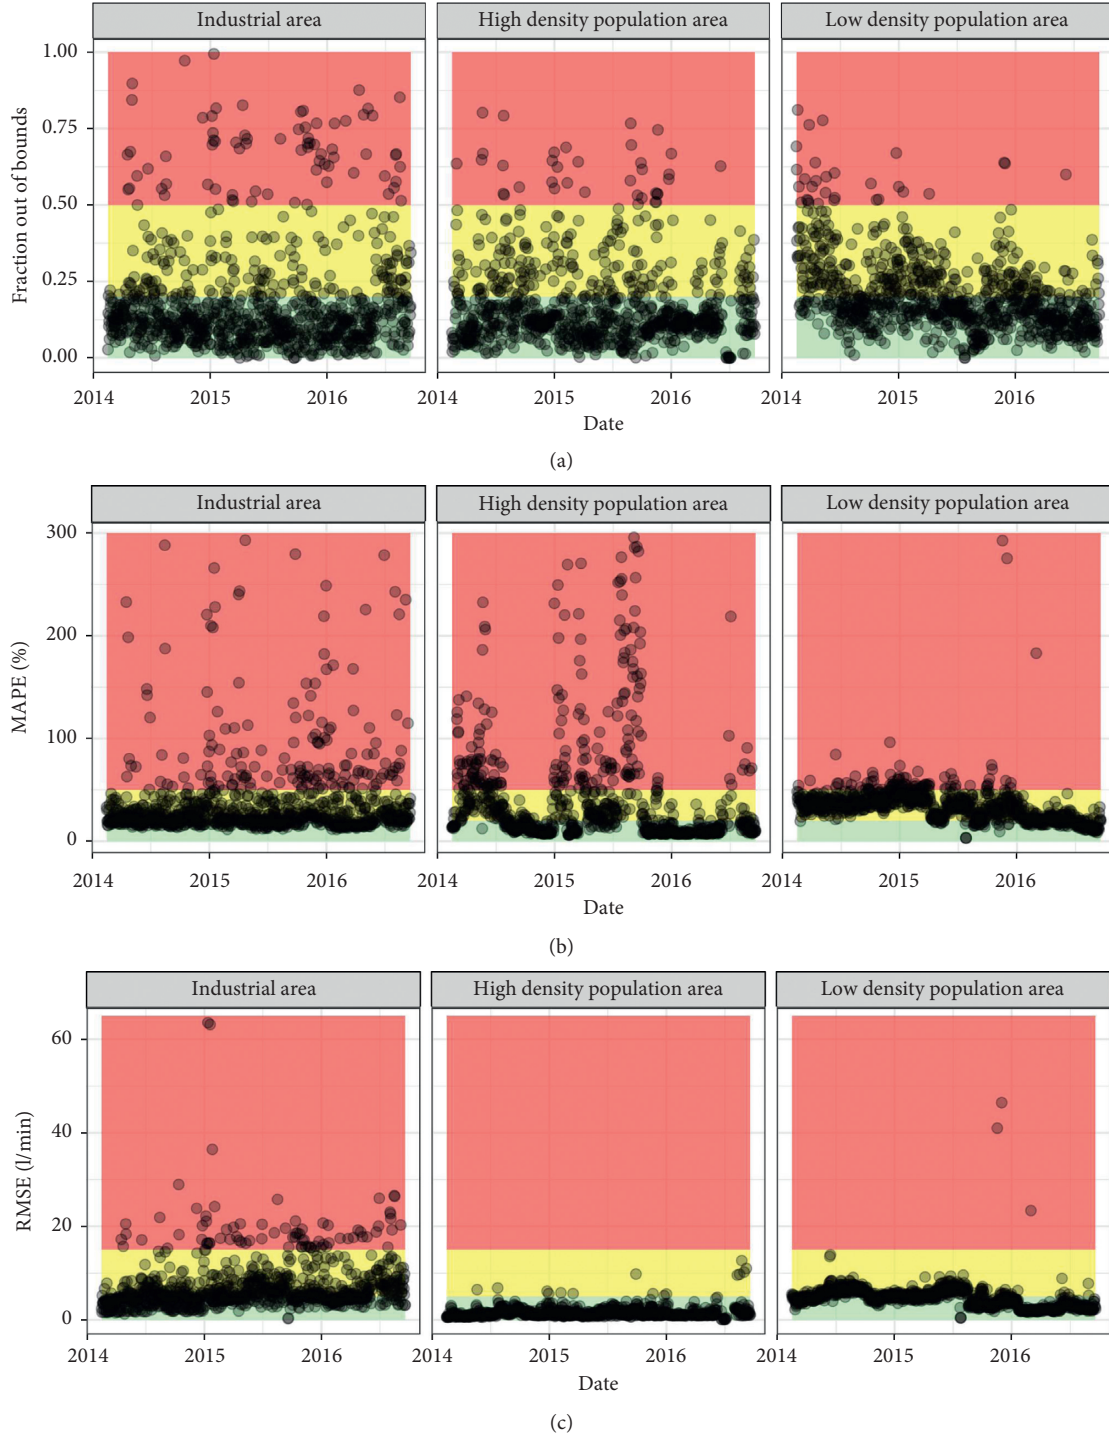 Industrial area
High density population area
Low density population area
1.00
0.75
0.50
0.25
0.00
Fraction out of bounds
2014 2015 2016 2014 2015 2016 2014 2015 2016
Date
(a)
Industrial area
High density population area
Low density population area
300
200
100
0
MAPE (%)
2014 2015 2016 2014 2015 2016 2014 2015 2016
Date
(b)
Industrial area
High density population area
Low density population area
60
40
20
0
RMSE (l/min)
2014 2015 2016 2014 2015 2016 2014 2015 2016
Date
(c)